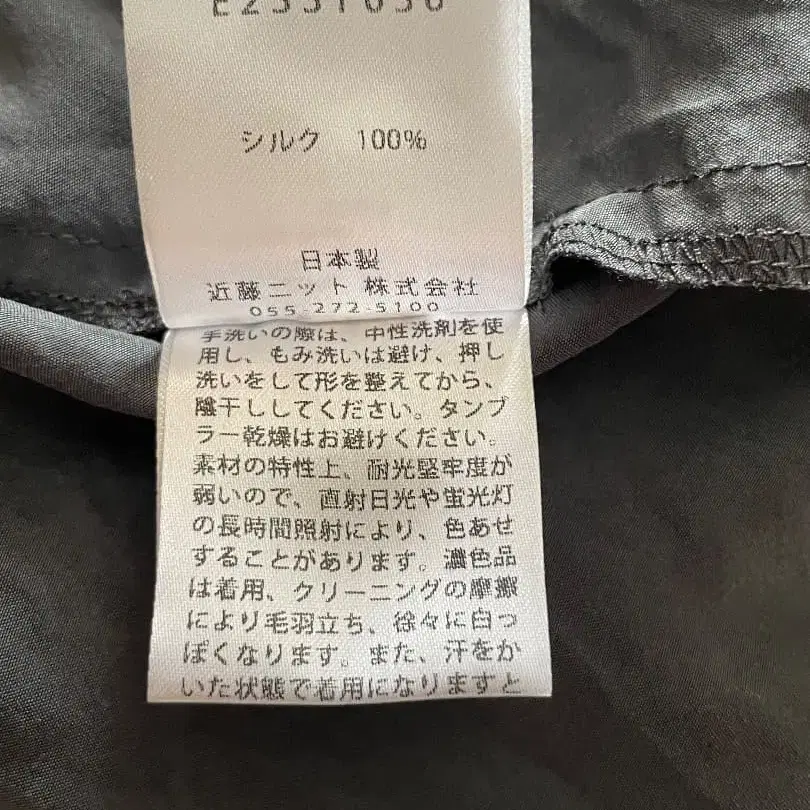 シルク 100%
日本製
近藤ニット 株式会社
055-272-5100
手洗いの際は、中性洗剤を使
用し、もみ洗いは避け、押し
洗いをして形を整えてから、
陰干ししてください。タンブ
ラー乾燥はお避けください。
素材の特性上、耐光堅牢度が
弱いので、直射日光や蛍光灯
の長時間照射により、色あせ
することがあります。濃色品
は着用、クリーニングの摩擦
により毛羽立ち、徐々に白っ
ぽくなります。また、汗をか
いた状態で着用になりますと